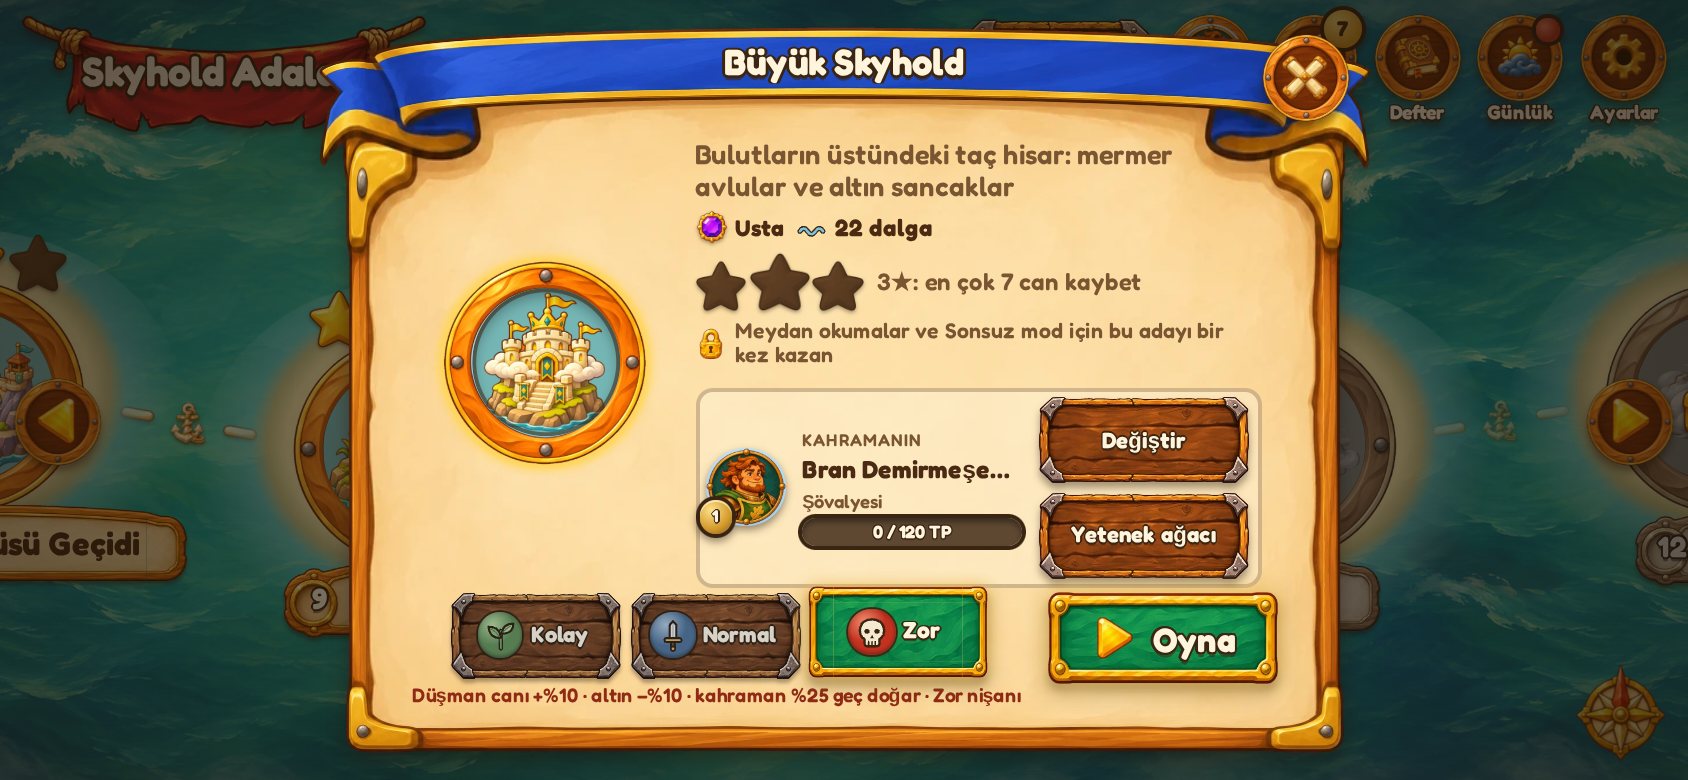 Büyük Skyhold
Skyhold Adala
7
Defter
Günlük
Ayarlar
Bulutların üstündeki taç hisar: mermer
avlular ve altın sancaklar
Usta 22 dalga
3★: en çok 7 can kaybet
Meydan okumalar ve Sonsuz mod için bu adayı bir
kez kazan
KAHRAMANIN
Bran Demirmeşe...
Şövalyesi
1
0 / 120 TP
Değiştir
Yetenek ağacı
üsü Geçidi
9
12
Kolay
Normal
Zor
Oyna
Düşman canı +%10 · altın −%10 · kahraman %25 geç doğar · Zor nişanı